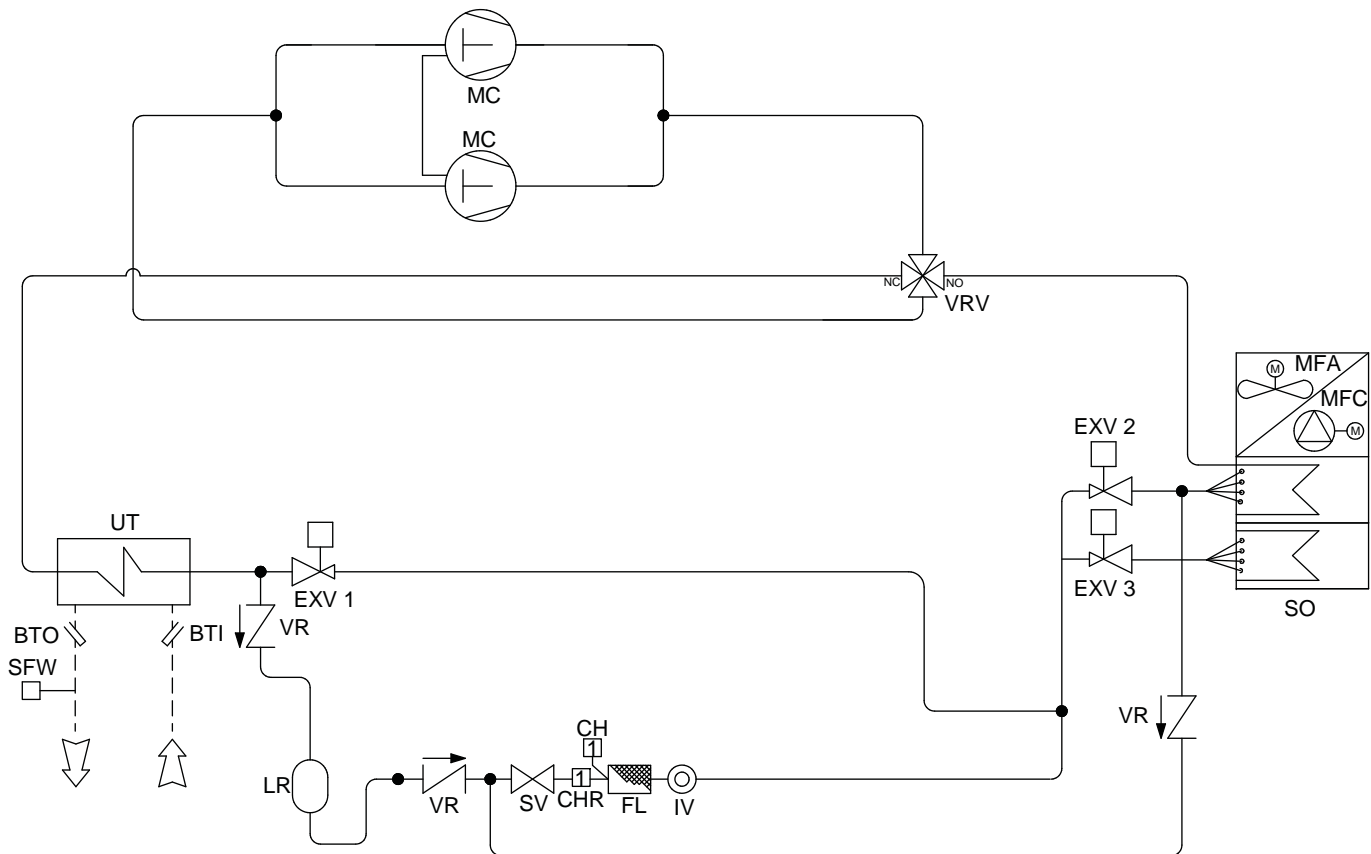 MC
MC
NC
NO
VRV
M
MFA
MFC
M
EXV 2
EXV 3
SO
UT
EXV 1
BTO
BTI
VR
SFW
VR
CH
1
1
LR
VR
SV
CHR
FL
IV